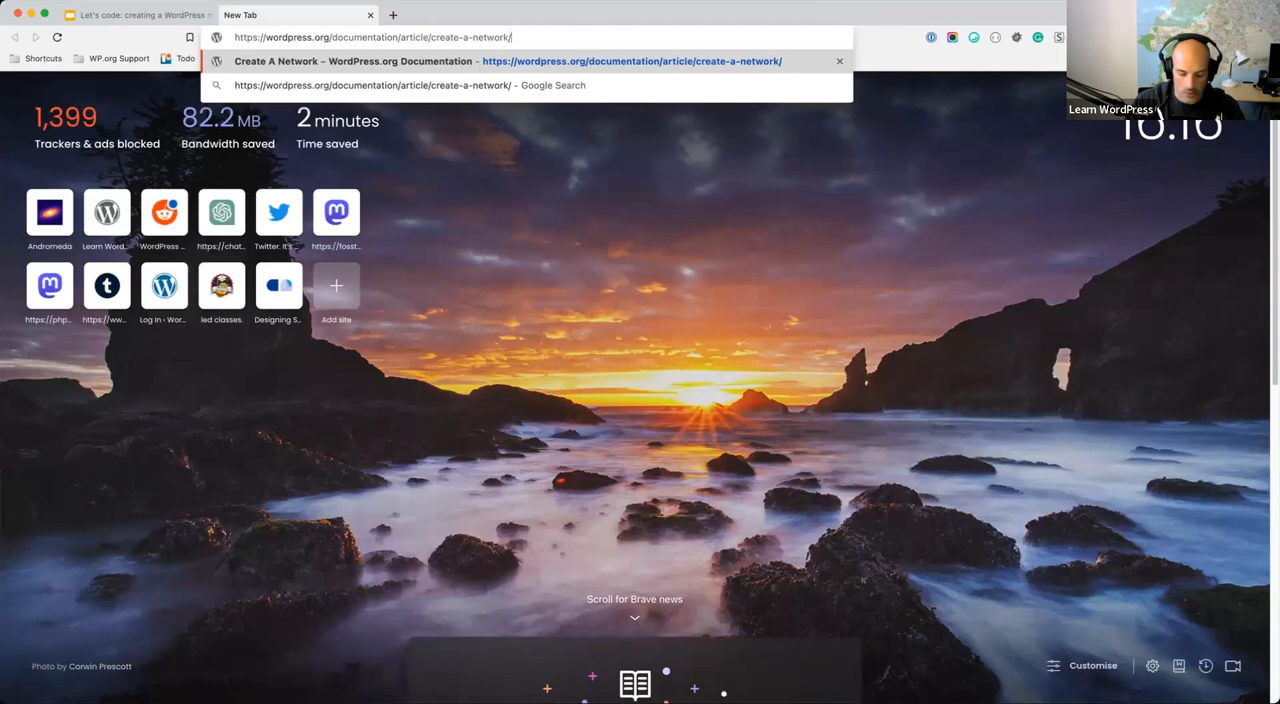 Let's code: creating a WordPress m
New Tab
https://wordpress.org/documentation/article/create-a-network/
Shortcuts
WP.org Support
Todo
Create A Network – WordPress.org Documentation - https://wordpress.org/documentation/article/create-a-network/
https://wordpress.org/documentation/article/create-a-network/ - Google Search
Learn WordPress
1,399
82.2 MB
2 minutes
16:16
Trackers & ads blocked
Bandwidth saved
Time saved
Andromeda
Learn Word...
WordPress ...
https://chat...
Twitter. It's ...
https://fosst...
https://php...
https://ww...
Log In ‹ Wor...
led classes.
Designing S...
Add site
Scroll for Brave news
Photo by Corwin Prescott
Customise